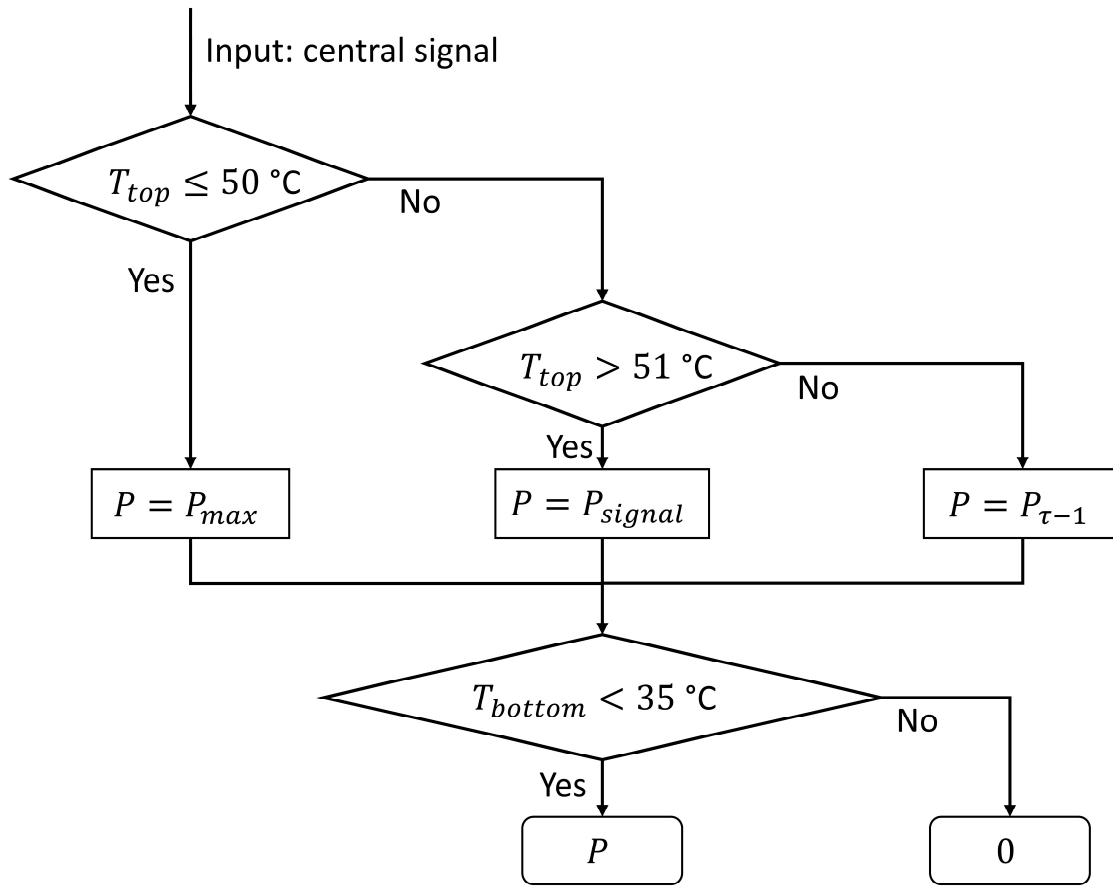 Input: central signal
T_top ≤ 50 °C
No
Yes
T_top > 51 °C
No
Yes
P = P_max
P = P_signal
P = P_τ−1
T_bottom < 35 °C
No
Yes
P
0